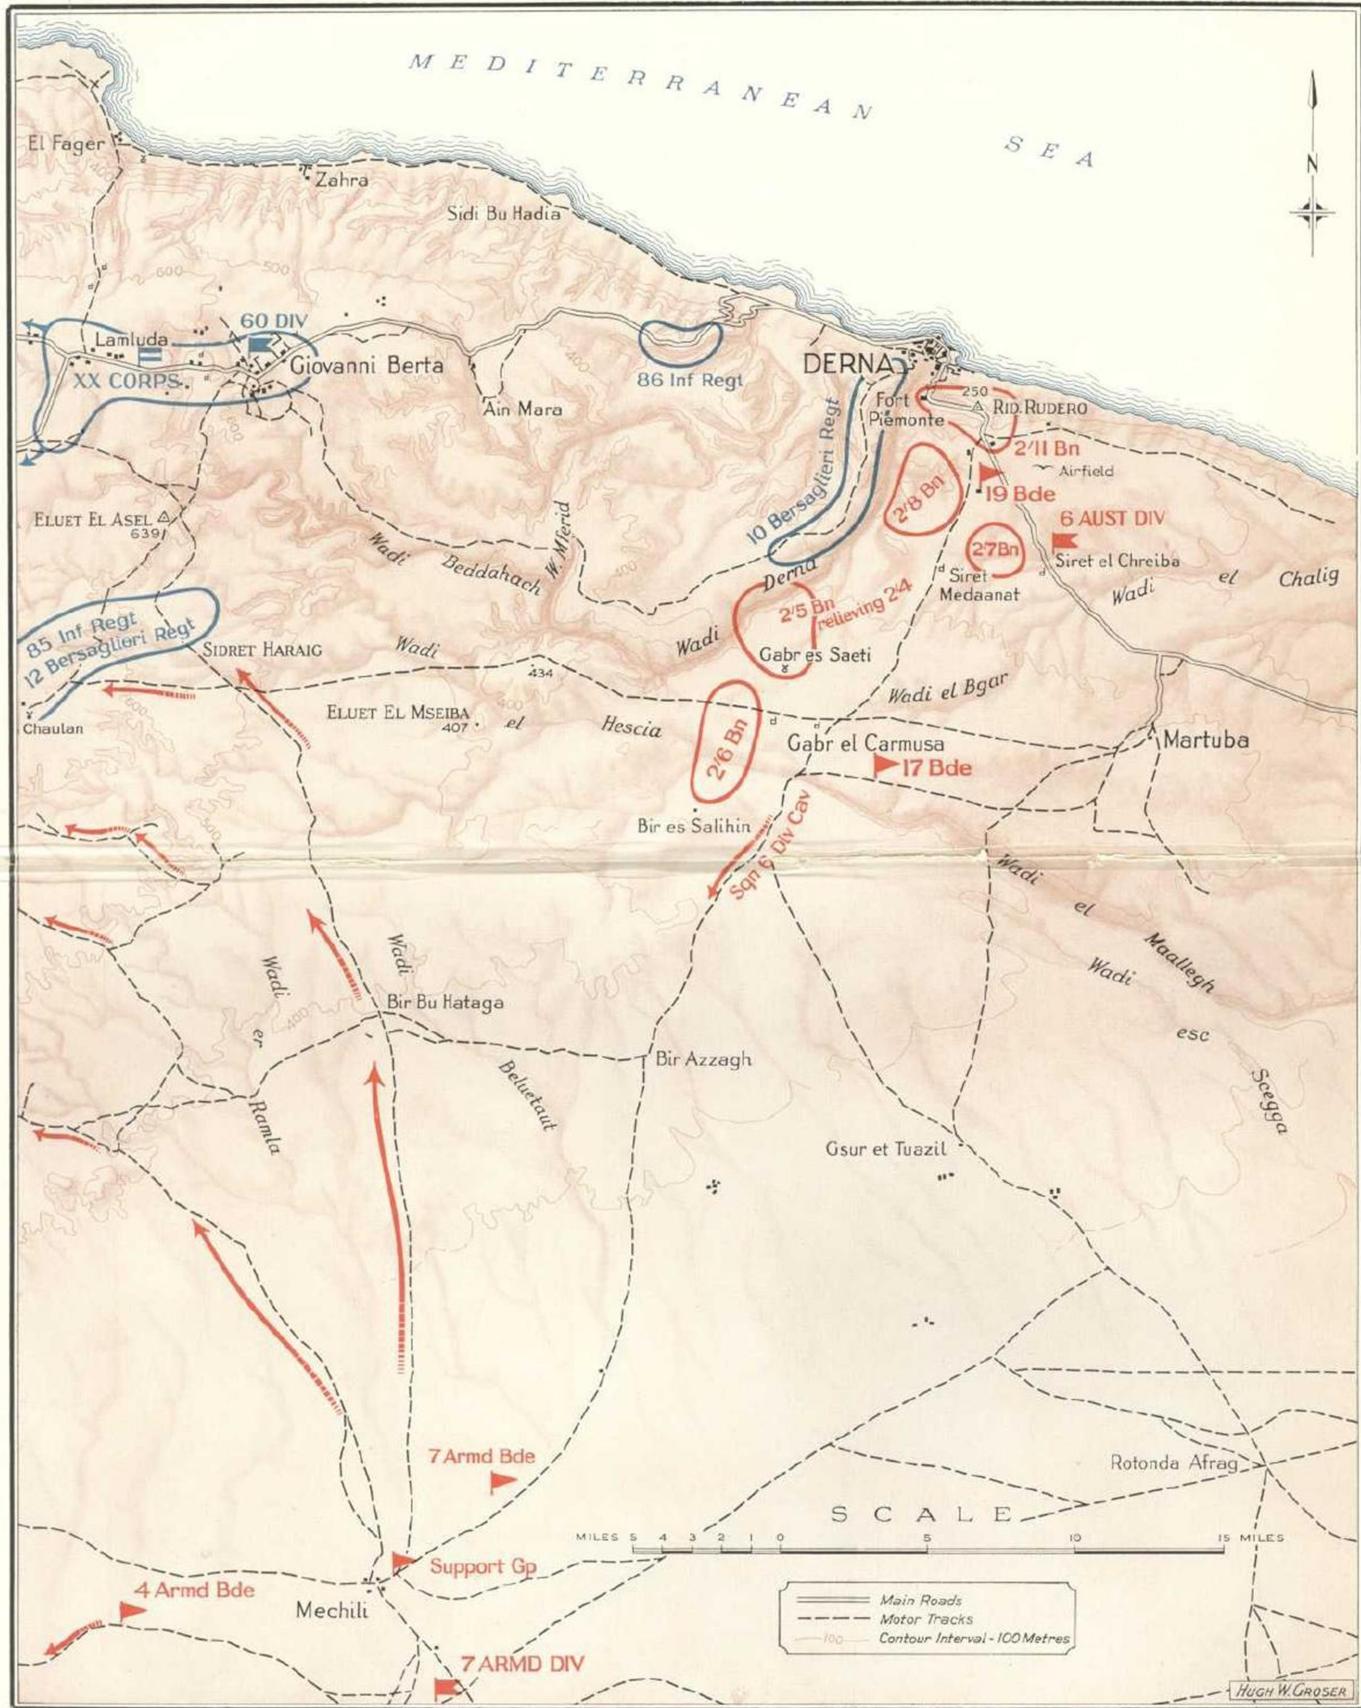 MEDITERRANEAN SEA
El Fager
Zahra
Sidi Bu Hadia
N
400
600
500
60 DIV
Lamluda
XX CORPS
Giovanni Berta
400
86 Inf Regt
DERNA
Ain Mara
Fort Piemonte
250
RID. RUDERO
2/11 Bn
Airfield
10 Bersaglieri Regt
2/8 Bn
19 Bde
6 AUST DIV
ELUET EL ASEL
639
Wadi Beddahach
W. Mferid
400
Wadi Derna
2/7 Bn
Siret Medaanat
Siret el Chreiba
Wadi el Chalig
85 Inf Regt
12 Bersaglieri Regt
2/5 Bn
relieving 2/4
SIDRET HARAIG
Wadi el Hescia
434
Gabr es Saeti
Wadi el Bgar
Chaulan
600
ELUET EL MSEIBA
407
2/6 Bn
Gabr el Carmusa
Martuba
17 Bde
500
Bir es Salihin
Sqn 6 Div Cav
Wadi el Maallegh
Wadi esc Scegga
Wadi er Ramla
400
Wadi Beluetaut
Bir Bu Hataga
Bir Azzagh
Gsur et Tuazil
7 Armd Bde
Rotonda Afrag
SCALE
MILES 5 4 3 2 1 0 5 10 15 MILES
Support Gp
4 Armd Bde
Mechili
Main Roads
Motor Tracks
100 Contour Interval - 100 Metres
7 ARMD DIV
HUGH W. GROSER